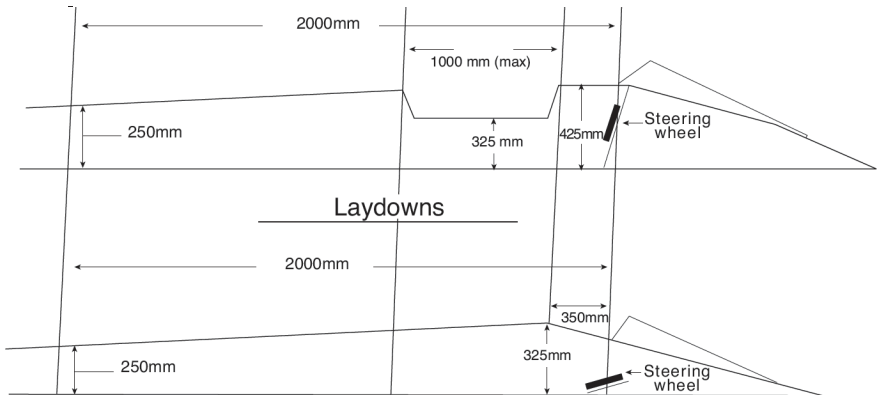 2000mm
1000 mm (max)
250mm
325 mm
425mm
Steering
wheel
Laydowns
2000mm
350mm
250mm
325mm
Steering
wheel